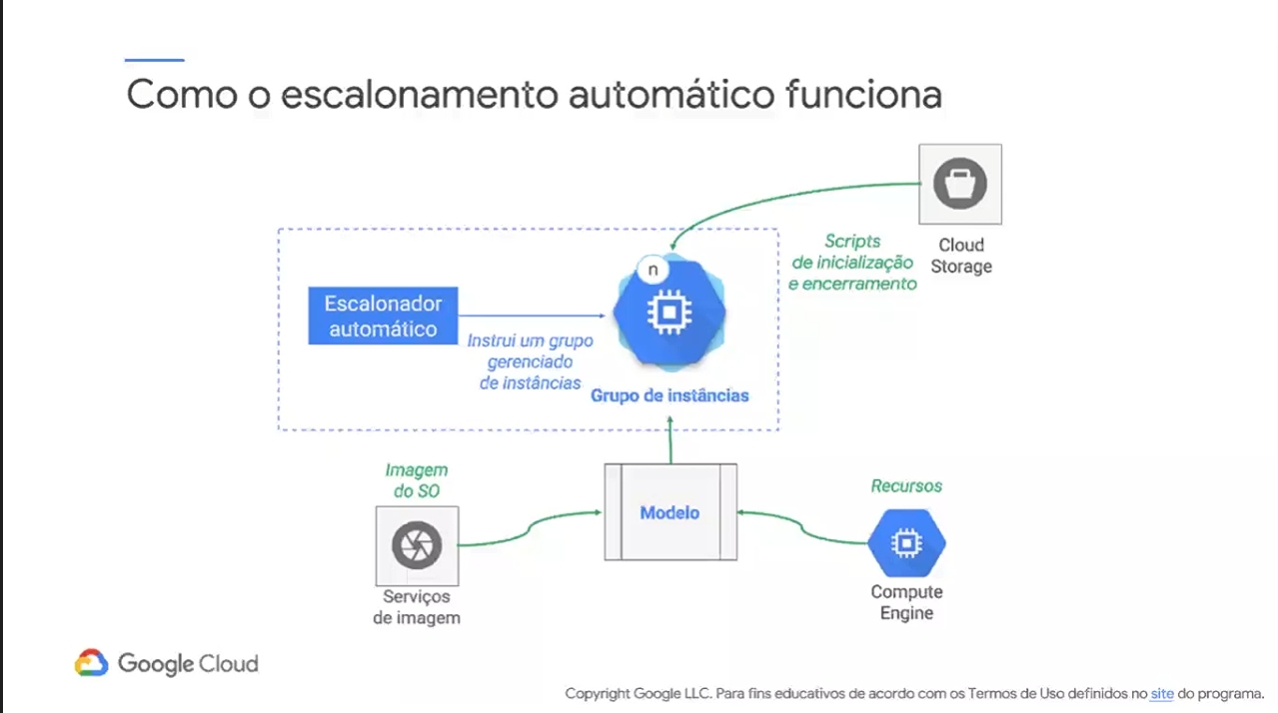 Como o escalonamento automático funciona
Cloud
Storage
Scripts
de inicialização
e encerramento
n
Escalonador
automático
Instrui um grupo
gerenciado
de instâncias
Grupo de instâncias
Imagem
do SO
Serviços
de imagem
Modelo
Recursos
Compute
Engine
Google Cloud
Copyright Google LLC. Para fins educativos de acordo com os Termos de Uso definidos no site do programa.